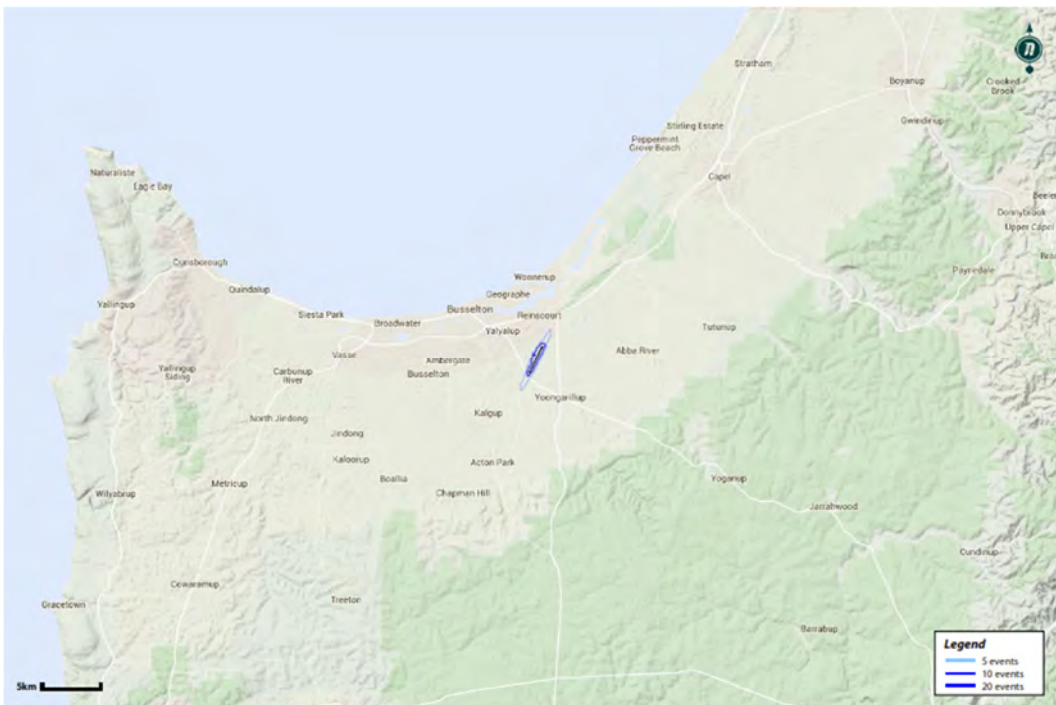 Stratham
Boyanup
Crooked
Brook
Gwindinup
Stirling Estate
Peppermint
Grove Beach
Capel
Naturaliste
Eagle Bay
Donnybrook
Upper Capel
Paynedale
Dunsborough
Quindalup
Yallingup
Wonnerup
Geographe
Busselton
Reinscourt
Siesta Park
Broadwater
Yalyalup
Tutunup
Vasse
Ambergate
Abba River
Yallingup
Siding
Carbunup
River
Busselton
Yoongarillup
Kalgup
North Jindong
Jindong
Kaloorup
Acton Park
Boallia
Metricup
Wilyabrup
Chapman Hill
Yoganup
Jarrahwood
Cundinup
Cowaramup
Treeton
Gracetown
Barrabup
Legend
5 events
10 events
20 events
5km